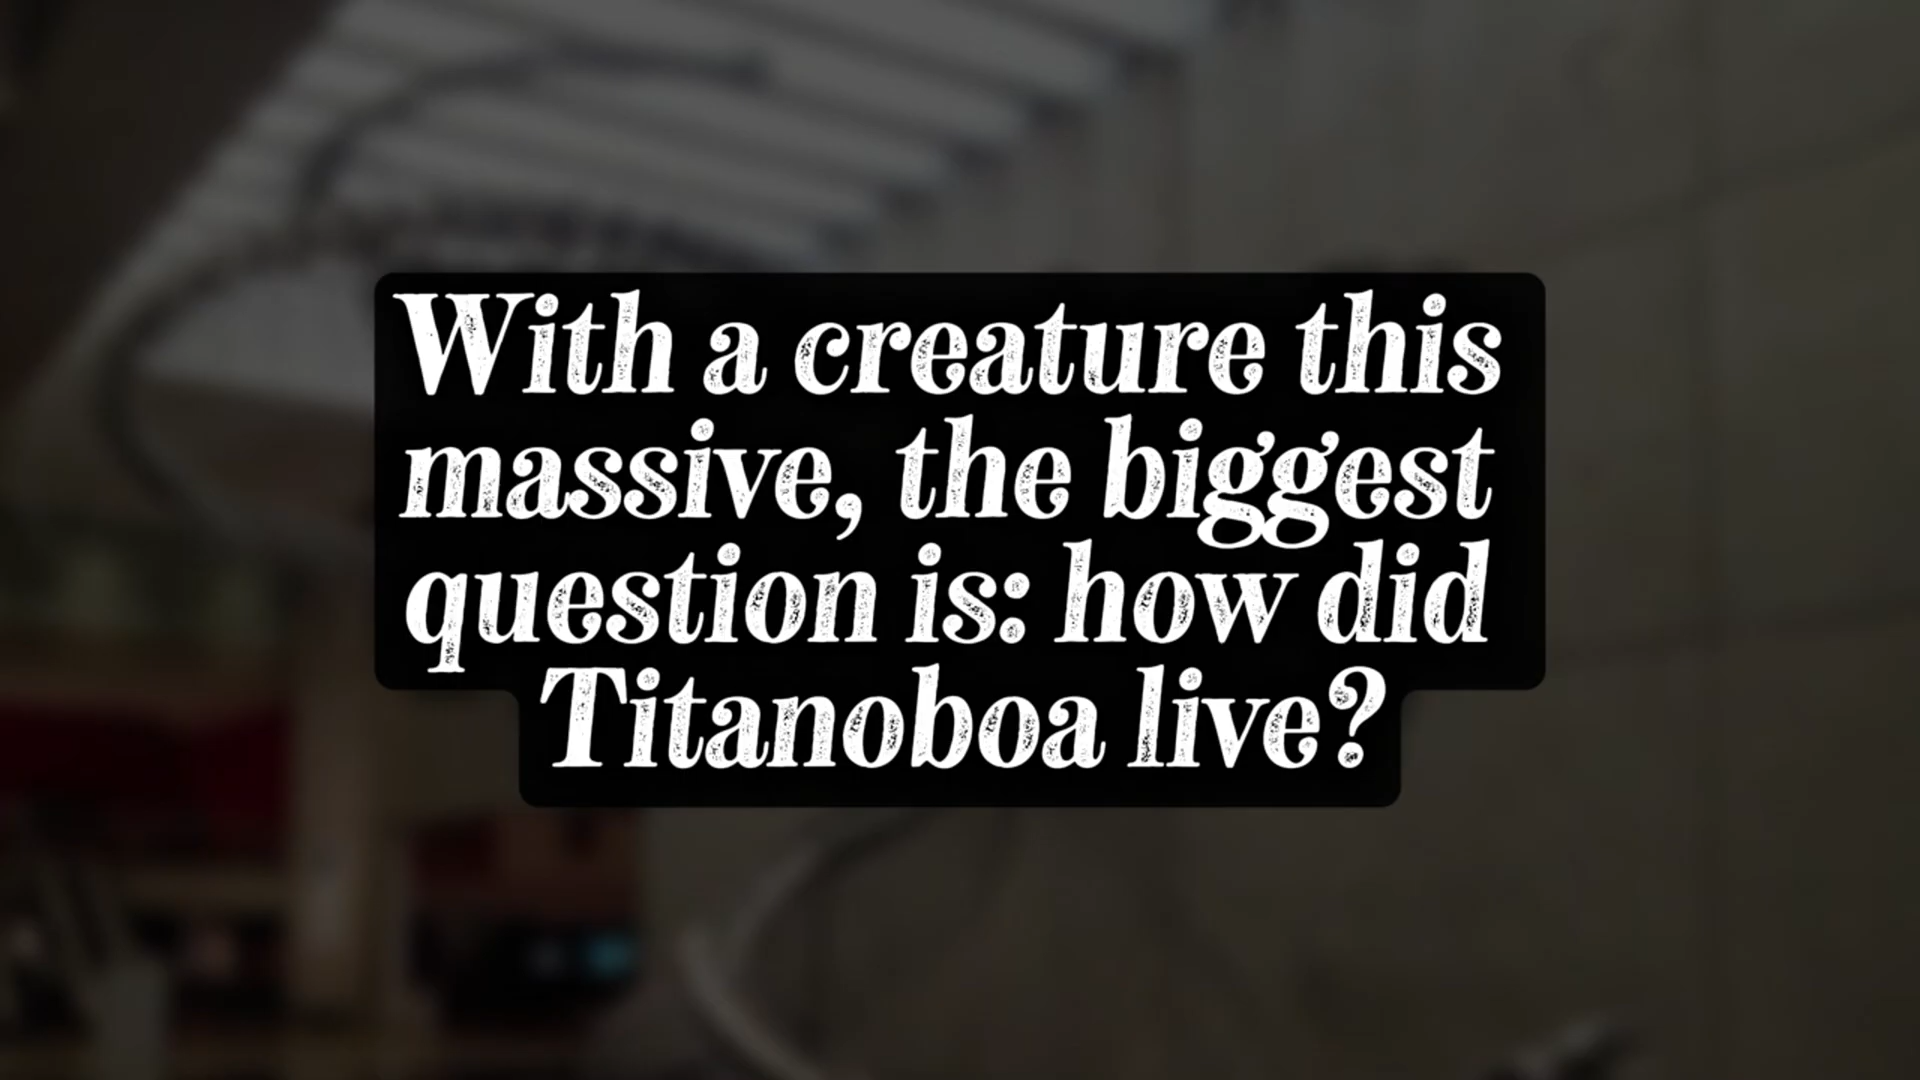 With a creature this
massive, the biggest
question is: how did
Titanoboa live?